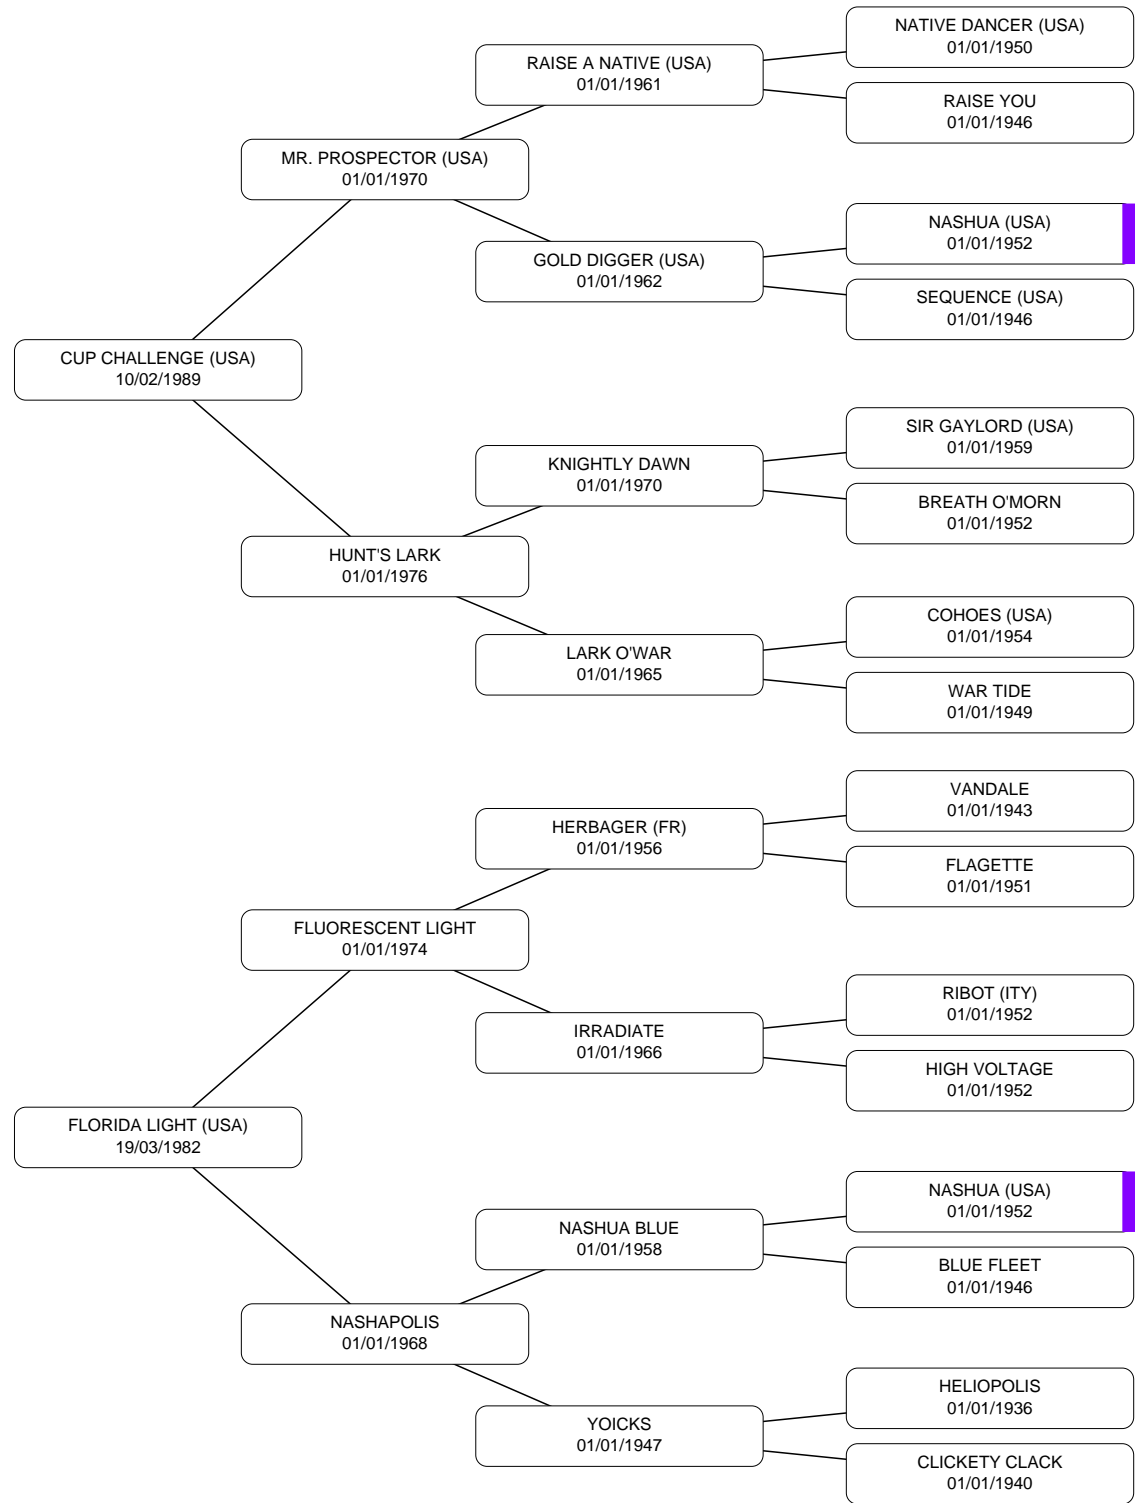 NATIVE DANCER (USA)
01/01/1950
RAISE A NATIVE (USA)
01/01/1961
RAISE YOU
01/01/1946
MR. PROSPECTOR (USA)
01/01/1970
NASHUA (USA)
01/01/1952
GOLD DIGGER (USA)
01/01/1962
SEQUENCE (USA)
01/01/1946
CUP CHALLENGE (USA)
10/02/1989
SIR GAYLORD (USA)
01/01/1959
KNIGHTLY DAWN
01/01/1970
BREATH O'MORN
01/01/1952
HUNT'S LARK
01/01/1976
COHOES (USA)
01/01/1954
LARK O'WAR
01/01/1965
WAR TIDE
01/01/1949
VANDALE
01/01/1943
HERBAGER (FR)
01/01/1956
FLAGETTE
01/01/1951
FLUORESCENT LIGHT
01/01/1974
RIBOT (ITY)
01/01/1952
IRRADIATE
01/01/1966
HIGH VOLTAGE
01/01/1952
FLORIDA LIGHT (USA)
19/03/1982
NASHUA (USA)
01/01/1952
NASHUA BLUE
01/01/1958
BLUE FLEET
01/01/1946
NASHAPOLIS
01/01/1968
HELIOPOLIS
01/01/1936
YOICKS
01/01/1947
CLICKETY CLACK
01/01/1940